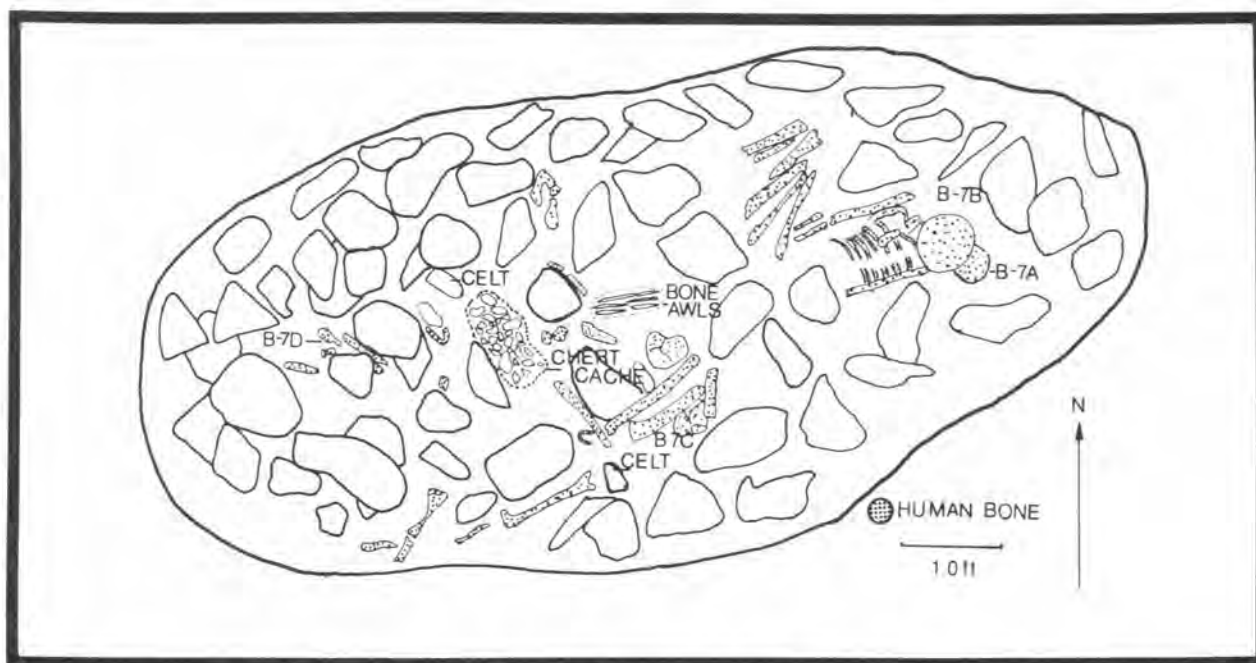 B-7B
B-7A
CELT
BONE
AWLS
B-7D
CHERT
CACHE
B7C
CELT
N
HUMAN BONE
1.0 ft